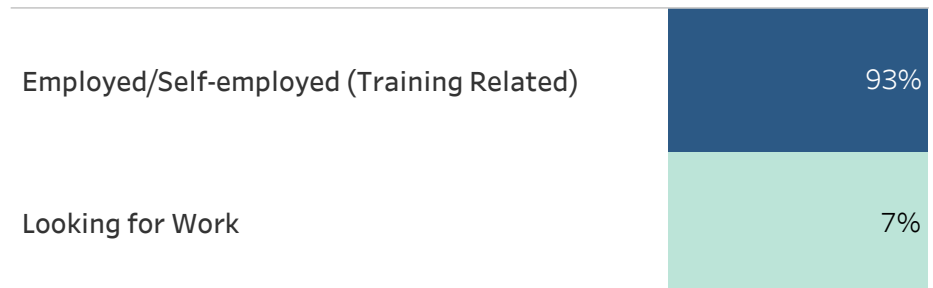 Employed/Self-employed (Training Related) 93%
Looking for Work 7%